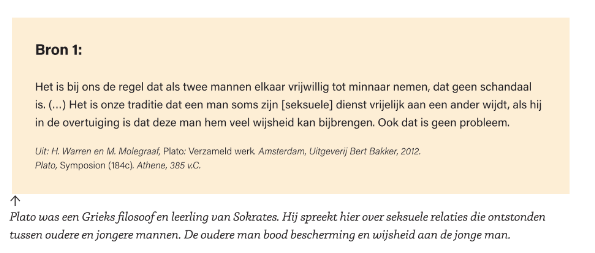 Bron 1:
Het is bij ons de regel dat als twee mannen elkaar vrijwillig tot minnaar nemen, dat geen schandaal
is. (…) Het is onze traditie dat een man soms zijn [seksuele] dienst vrijelijk aan een ander wijdt, als hij
in de overtuiging is dat deze man hem veel wijsheid kan bijbrengen. Ook dat is geen probleem.
Uit: H. Warren en M. Molegraaf, Plato: Verzameld werk. Amsterdam, Uitgeverij Bert Bakker, 2012.
Plato, Symposion (184c). Athene, 385 v.C.
↑
Plato was een Grieks filosoof en leerling van Sokrates. Hij spreekt hier over seksuele relaties die ontstonden
tussen oudere en jongere mannen. De oudere man bood bescherming en wijsheid aan de jonge man.